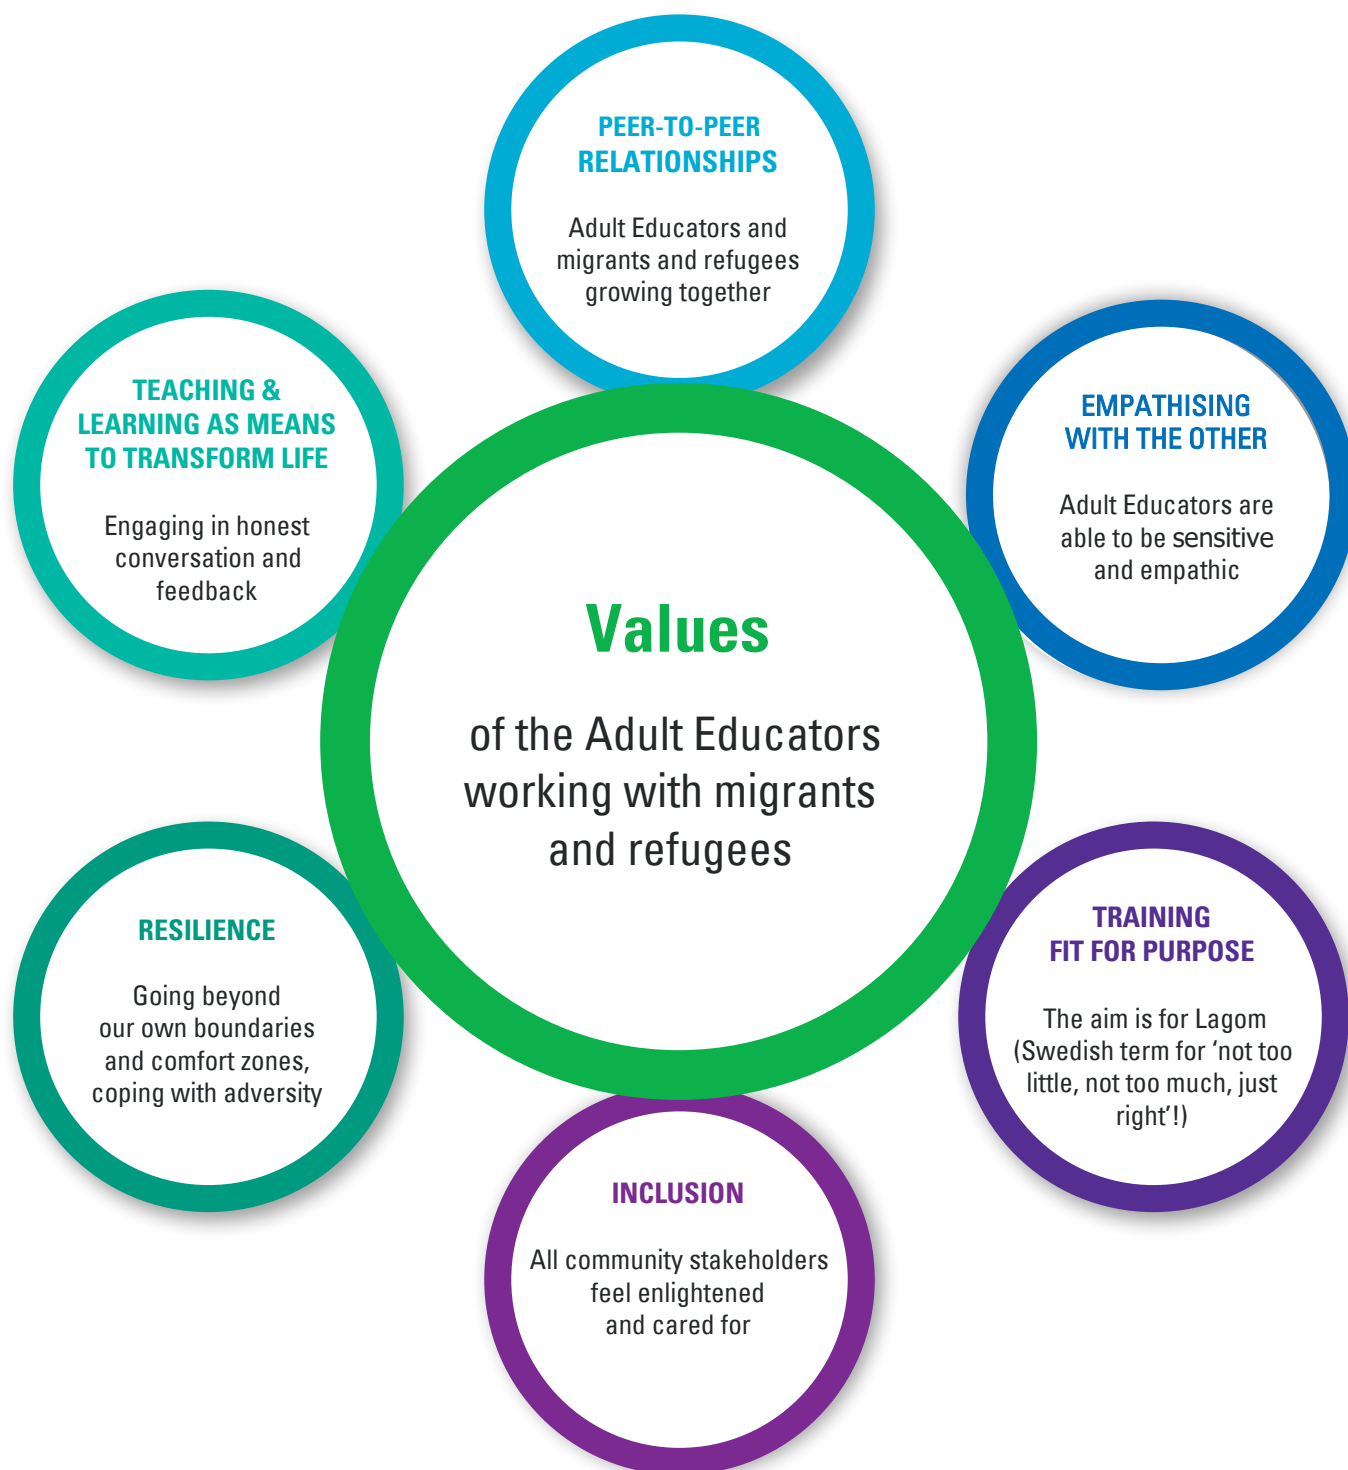 PEER-TO-PEER
RELATIONSHIPS
Adult Educators and
migrants and refugees
growing together
TEACHING &
LEARNING AS MEANS
TO TRANSFORM LIFE
Engaging in honest
conversation and
feedback
EMPATHISING
WITH THE OTHER
Adult Educators are
able to be sensitive
and empathic
Values
of the Adult Educators
working with migrants
and refugees
RESILIENCE
Going beyond
our own boundaries
and comfort zones,
coping with adversity
TRAINING
FIT FOR PURPOSE
The aim is for Lagom
(Swedish term for ‘not too
little, not too much, just
right’!)
INCLUSION
All community stakeholders
feel enlightened
and cared for